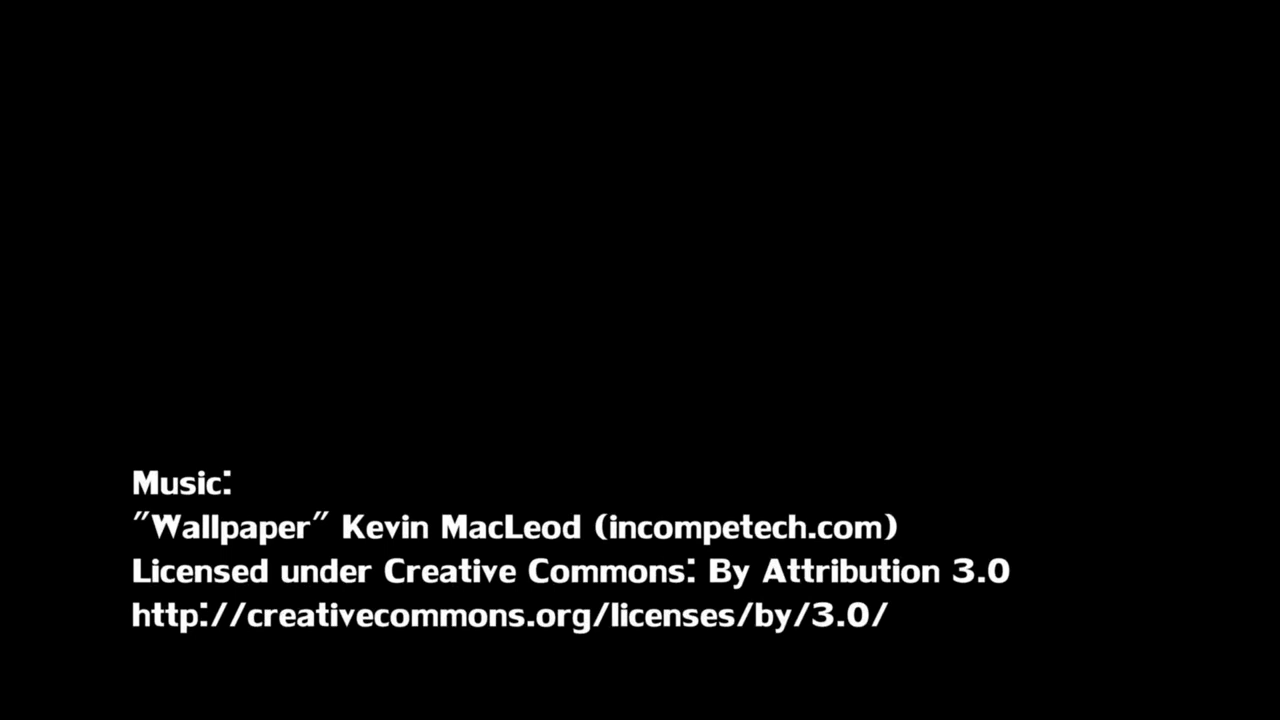 Music:
"Wallpaper" Kevin MacLeod (incompetech.com)
Licensed under Creative Commons: By Attribution 3.0
http://creativecommons.org/licenses/by/3.0/